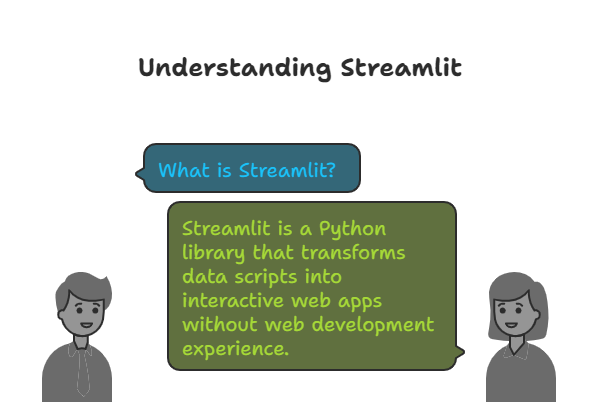 Understanding Streamlit
What is Streamlit?
Streamlit is a Python
library that transforms
data scripts into
interactive web apps
without web development
experience.